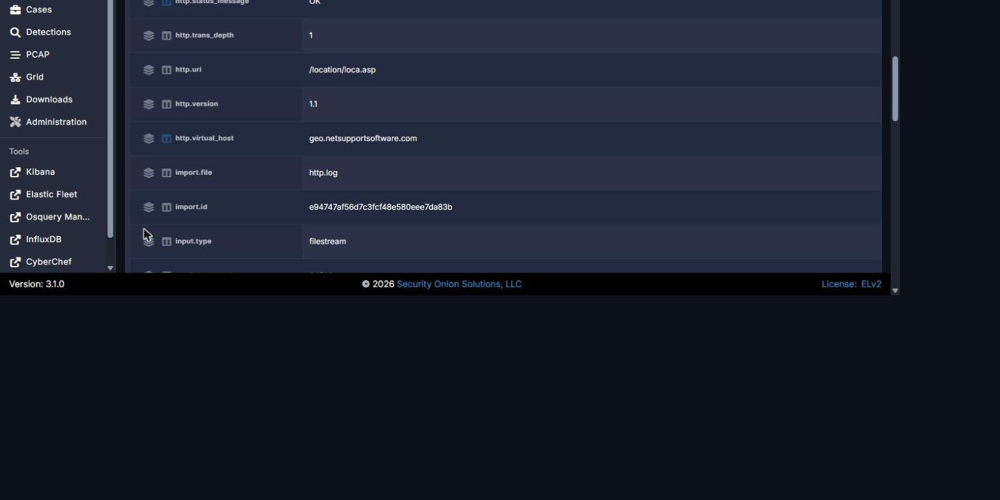 Cases
Detections
PCAP
Grid
Downloads
Administration
Tools
Kibana
Elastic Fleet
Osquery Man...
InfluxDB
CyberChef
http.status_message OK
http.trans_depth 1
http.uri /location/loca.asp
http.version 1.1
http.virtual_host geo.netsupportsoftware.com
import.file http.log
import.id e94747af56d7c3fcf48e580eee7da83b
input.type filestream
Version: 3.1.0 © 2026 Security Onion Solutions, LLC License: ELv2